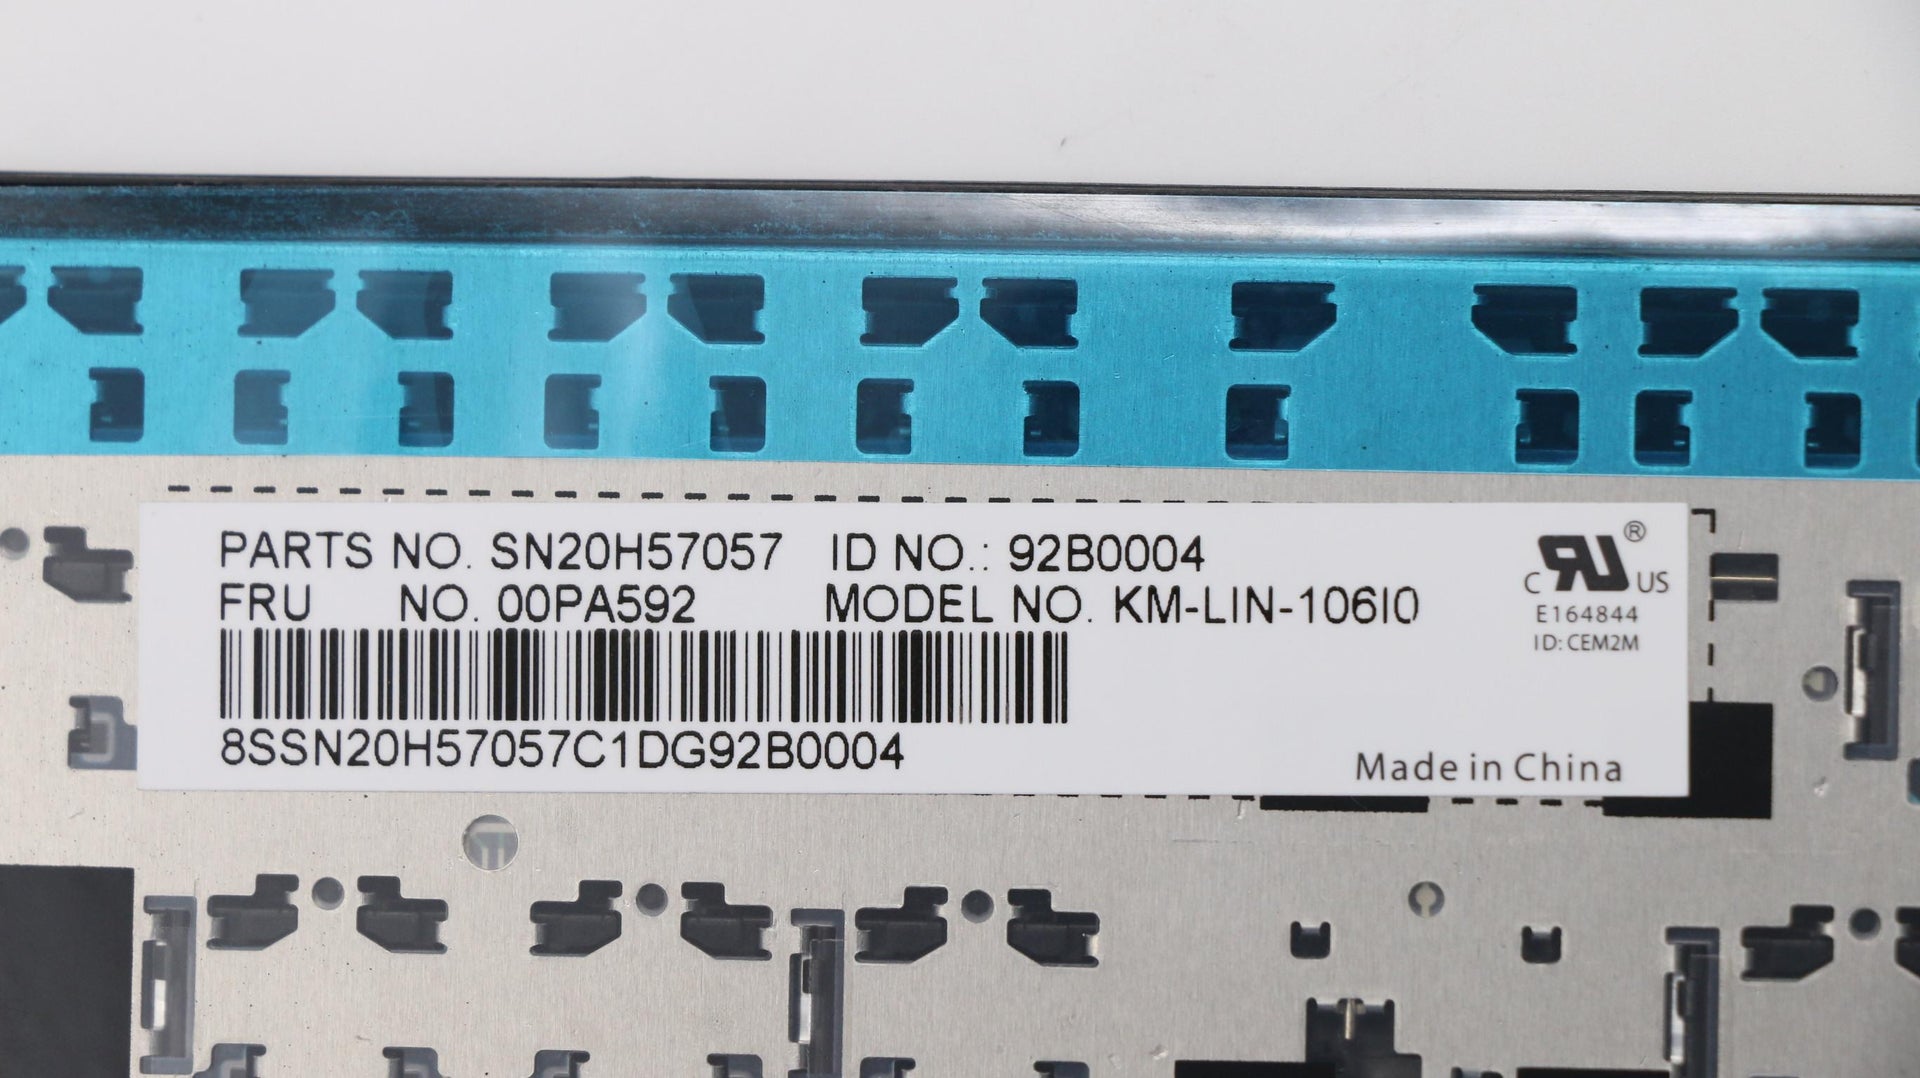 PARTS NO. SN20H57057 ID NO.: 92B0004
FRU NO. 00PA592 MODEL NO. KM-LIN-106I0
8SSN20H57057C1DG92B0004
c RU ® US
E164844
ID: CEM2M
Made in China